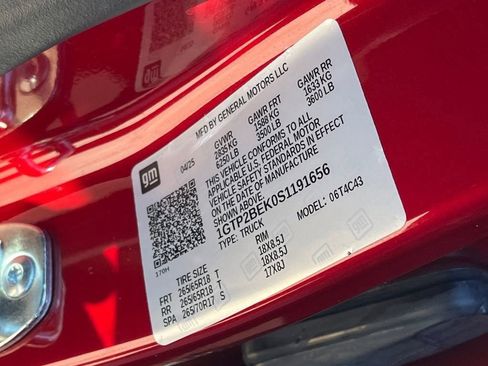 MFD BY GENERAL MOTORS LLC
gm
04/25 GVWR GAWR FRT GAWR RR
2835 KG 1588 KG 1633 KG
6250 LB 3500 LB 3600 LB
THIS VEHICLE CONFORMS TO ALL
APPLICABLE U.S. FEDERAL MOTOR
VEHICLE SAFETY STANDARDS IN EFFECT
ON THE DATE OF MANUFACTURE
SHOWN ABOVE.
1GTP2BEK0S1191656
TYPE: TRUCK MODEL: 06T4C43
170H
TIRE SIZE RIM
FRT 265/65R18 T 18X8.5J
RR 265/65R18 T 18X8.5J
SPA 265/70R17 S 17X8J